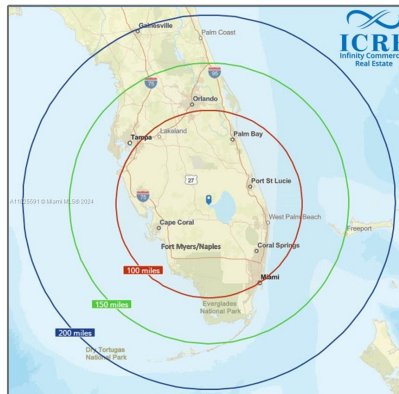 Gainesville
Palm Coast
ICRE
Infinity Commercial
Real Estate
75
95
Orlando
Lakeland
Tampa
Palm Bay
27
Port St Lucie
75
A11625591 © Miami MLS® 2024
West Palm Beach
Cape Coral
Freeport
Fort Myers/Naples
Coral Springs
100 miles
Miami
Everglades
National Park
150 miles
200 miles
Dry Tortugas
National Park